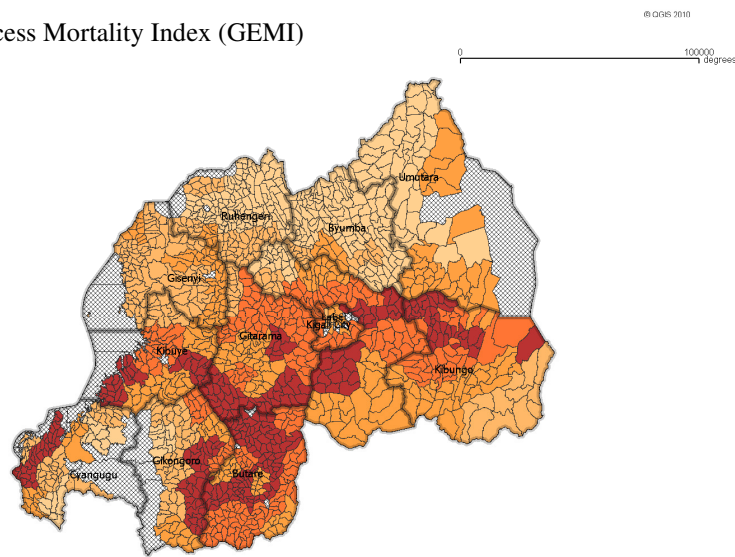 © QGIS 2010
cess Mortality Index (GEMI)
0 100000 degrees
Umutara
Ruhengeri
Byumba
Gisenyi
Kigali City
Gitarama
Kibuye
Kibungo
Gikongoro
Butare
Cyangugu